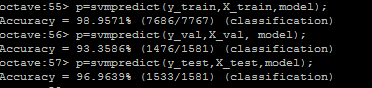 octave:55> p=svmpredict(y_train,X_train,model);
Accuracy = 98.9571% (7686/7767) (classification)
octave:56> p=svmpredict(y_val,X_val, model);
Accuracy = 93.3586% (1476/1581) (classification)
octave:57> p=svmpredict(y_test,X_test,model);
Accuracy = 96.9639% (1533/1581) (classification)